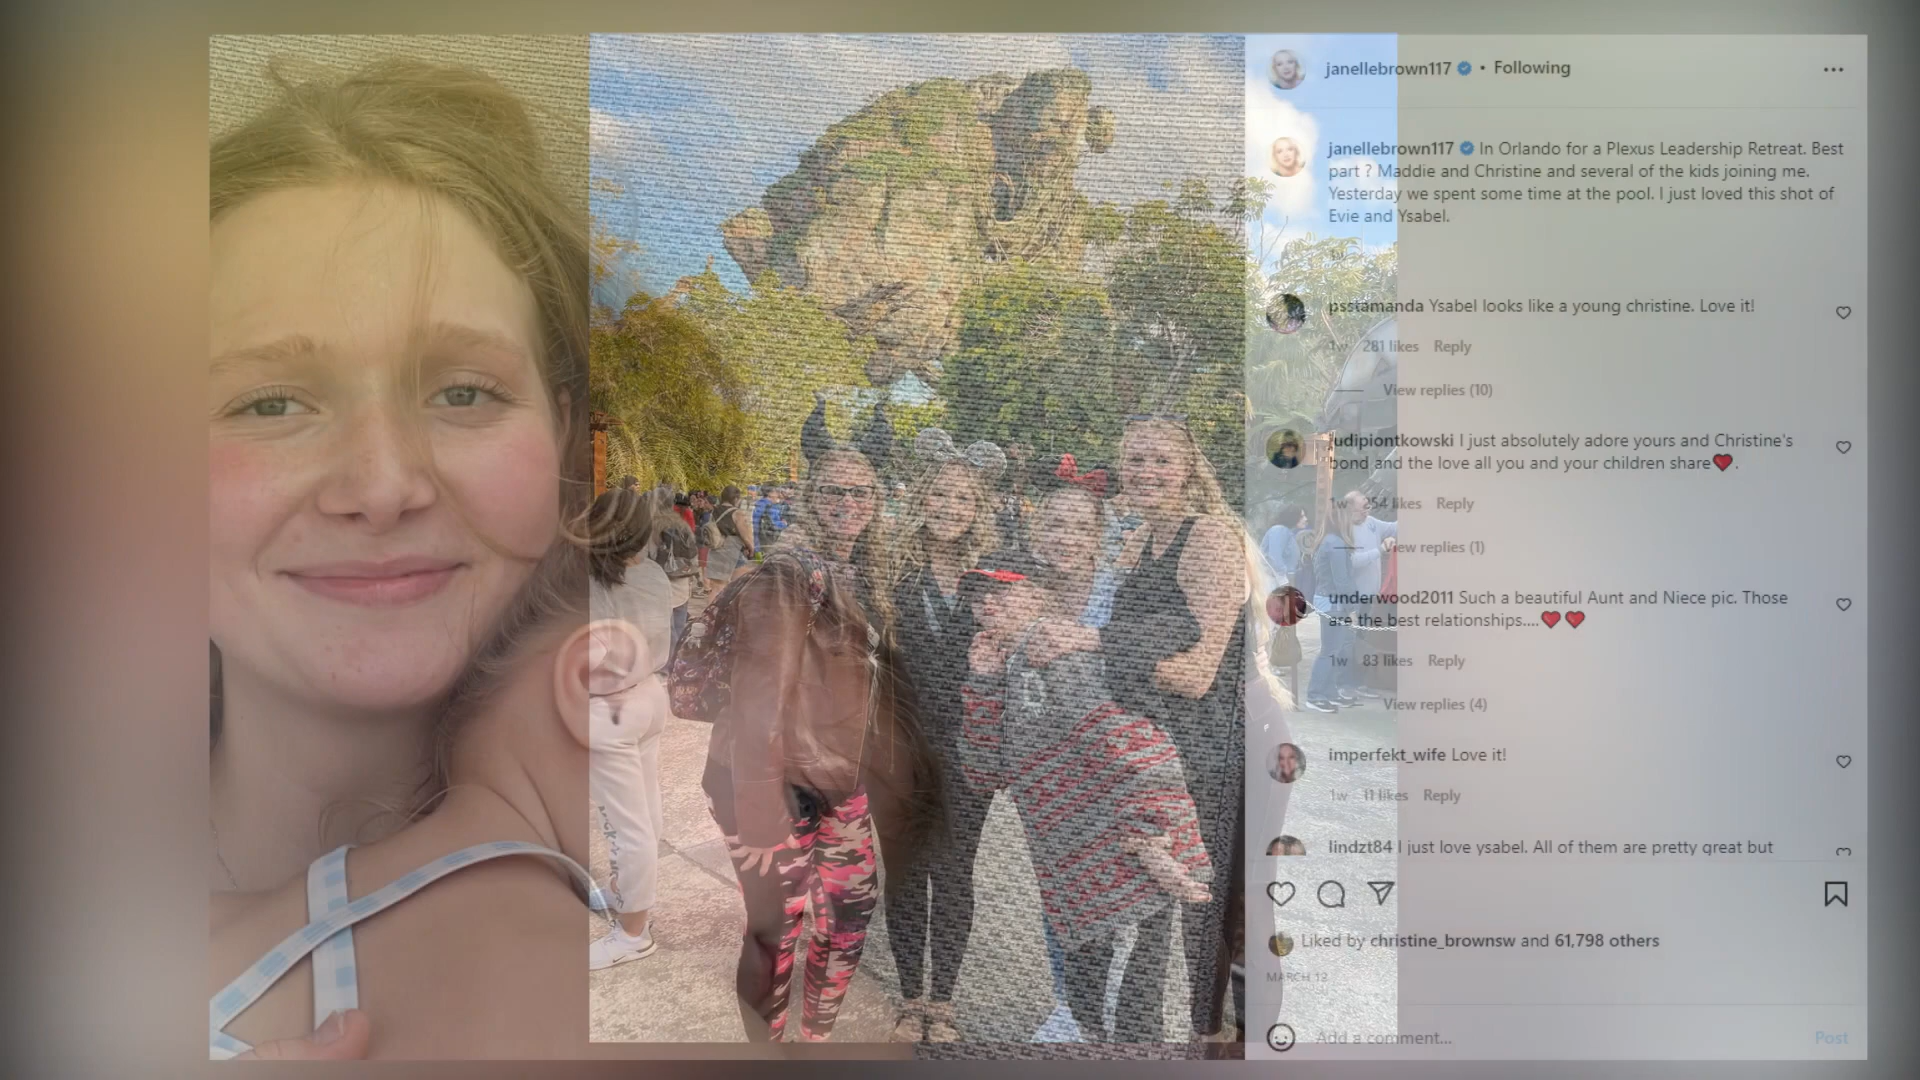 janellebrown117 • Following
janellebrown117 In Orlando for a Plexus Leadership Retreat. Best
part ? Maddie and Christine and several of the kids joining me.
Yesterday we spent some time at the pool. I just loved this shot of
Evie and Ysabel.
1w
psstamanda Ysabel looks like a young christine. Love it!
1w 281 likes Reply
View replies (10)
judipiontkowski I just absolutely adore yours and Christine's
bond and the love all you and your children share❤️.
1w 254 likes Reply
View replies (1)
underwood2011 Such a beautiful Aunt and Niece pic. Those
are the best relationships....❤️❤️
1w 83 likes Reply
View replies (4)
imperfekt_wife Love it!
1w 11 likes Reply
lindzt84 I just love ysabel. All of them are pretty great but
Liked by christine_brownsw and 61,798 others
MARCH 12
Add a comment...
Post